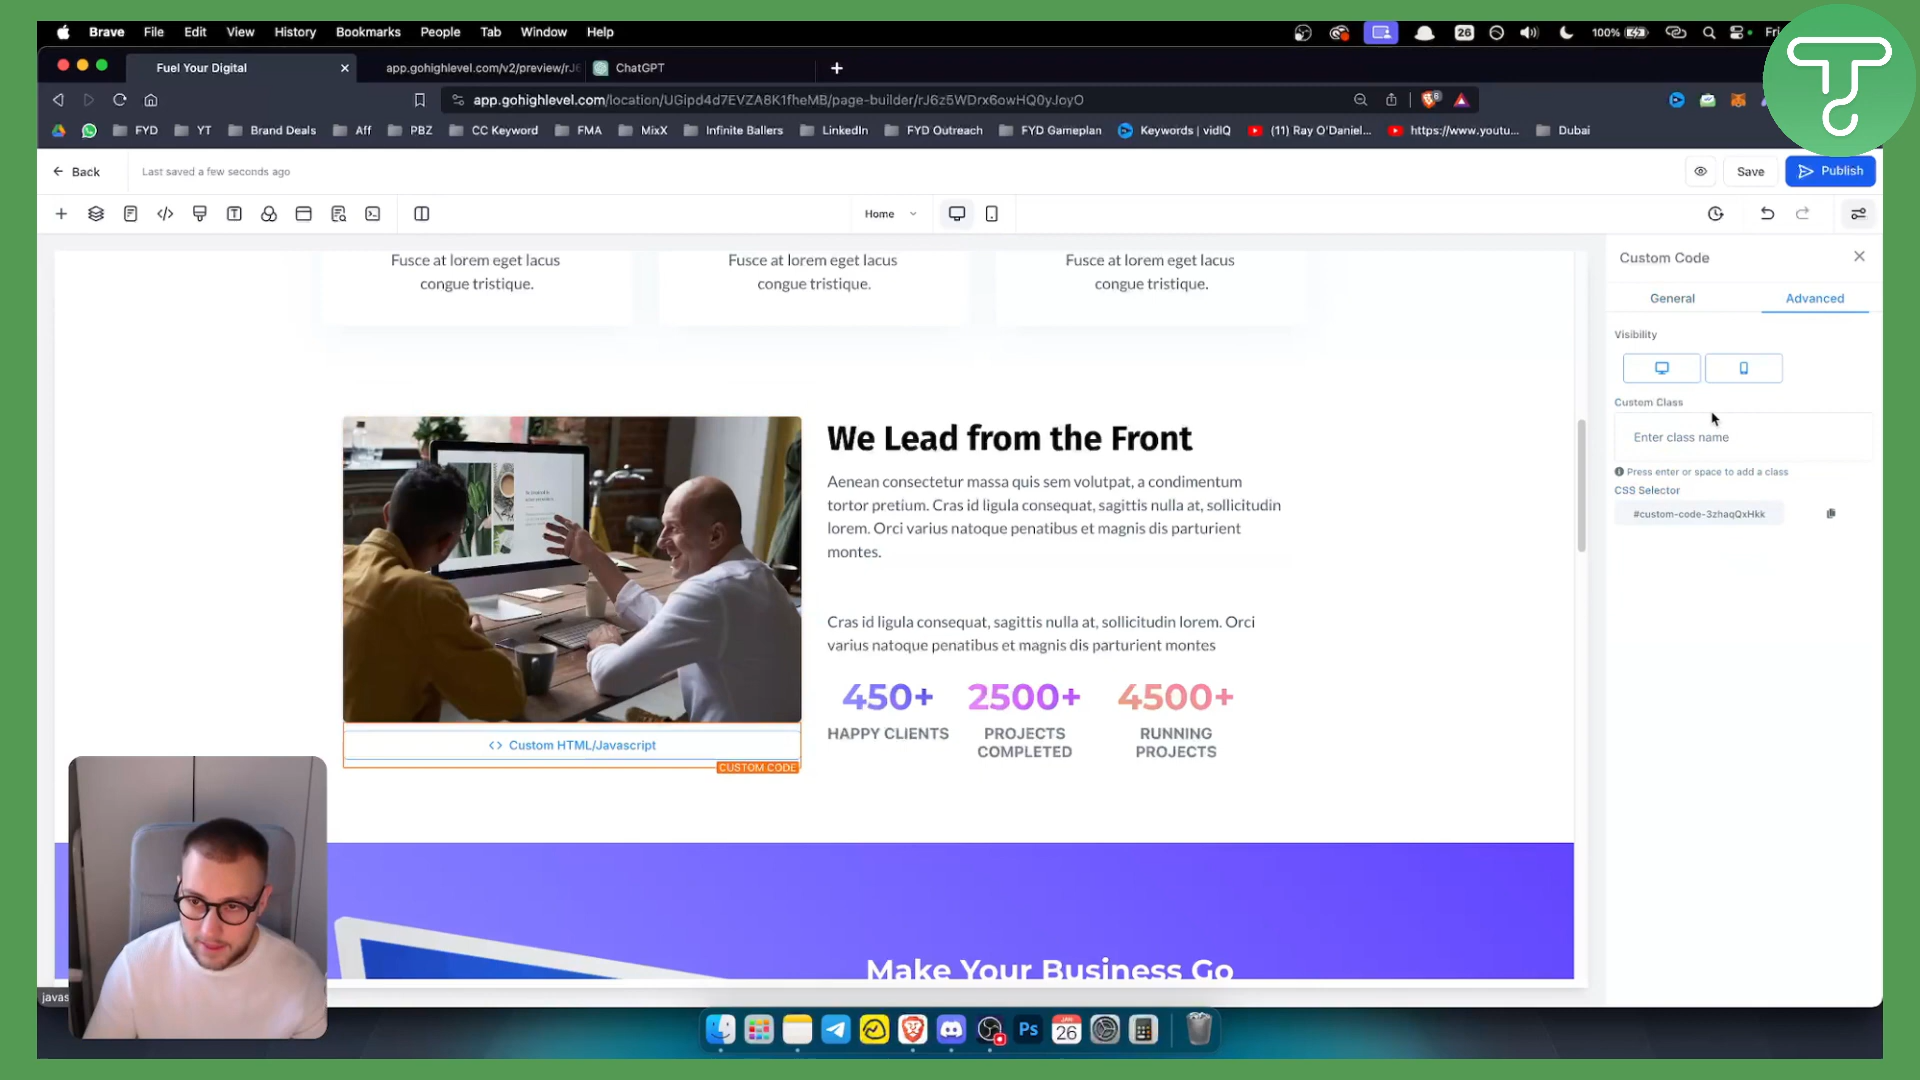 Brave File Edit View History Bookmarks People Tab Window Help 26 100% Fri
Fuel Your Digital
app.gohighlevel.com/v2/preview/rJ6
ChatGPT
app.gohighlevel.com/location/UGipd4d7EVZA8K1fheMB/page-builder/rJ6z5WDrx6owHQ0yJoyO
FYD YT Brand Deals Aff PBZ CC Keyword FMA MixX Infinite Ballers LinkedIn FYD Outreach FYD Gameplan Keywords | vidIQ (11) Ray O'Daniel... https://www.youtu... Dubai
Back
Last saved a few seconds ago
Save
Publish
Home
Fusce at lorem eget lacus
congue tristique.
Fusce at lorem eget lacus
congue tristique.
Fusce at lorem eget lacus
congue tristique.
We Lead from the Front
Aenean consectetur massa quis sem volutpat, a condimentum
tortor pretium. Cras id ligula consequat, sagittis nulla at, sollicitudin
lorem. Orci varius natoque penatibus et magnis dis parturient
montes.
Cras id ligula consequat, sagittis nulla at, sollicitudin lorem. Orci
varius natoque penatibus et magnis dis parturient montes
450+
HAPPY CLIENTS
2500+
PROJECTS
COMPLETED
4500+
RUNNING
PROJECTS
<> Custom HTML/Javascript
CUSTOM CODE
Make Your Business Go
Custom Code
General
Advanced
Visibility
Custom Class
Enter class name
Press enter or space to add a class
CSS Selector
#custom-code-3zhaqQxHkk
javas
Ps
JAN
26